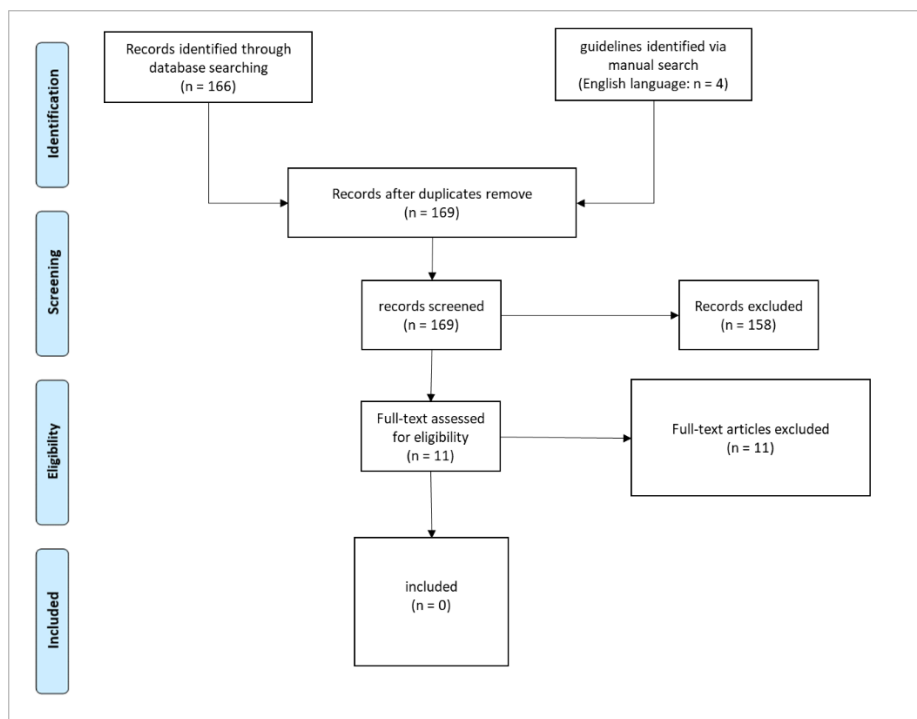 Identification
Records identified through
database searching
(n = 166)
guidelines identified via
manual search
(English language: n = 4)
Records after duplicates remove
(n = 169)
Screening
records screened
(n = 169)
Records excluded
(n = 158)
Eligibility
Full-text assessed
for eligibility
(n = 11)
Full-text articles excluded
(n = 11)
Included
included
(n = 0)